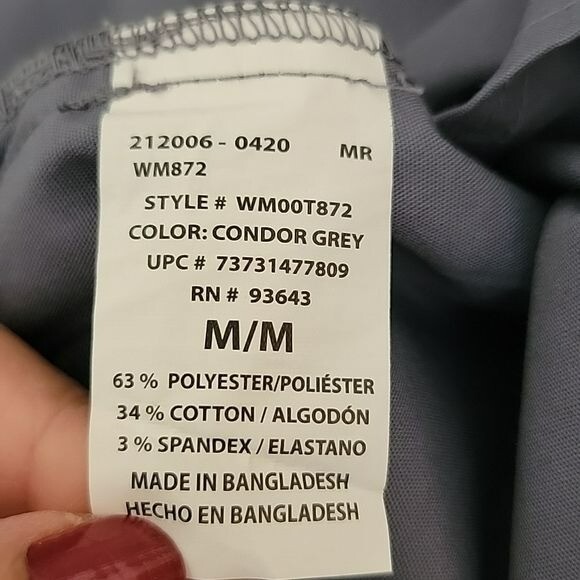 212006 - 0420 MR
WM872
STYLE # WM00T872
COLOR: CONDOR GREY
UPC # 73731477809
RN # 93643
M/M
63 % POLYESTER/POLIÉSTER
34 % COTTON / ALGODÓN
3 % SPANDEX / ELASTANO
MADE IN BANGLADESH
HECHO EN BANGLADESH